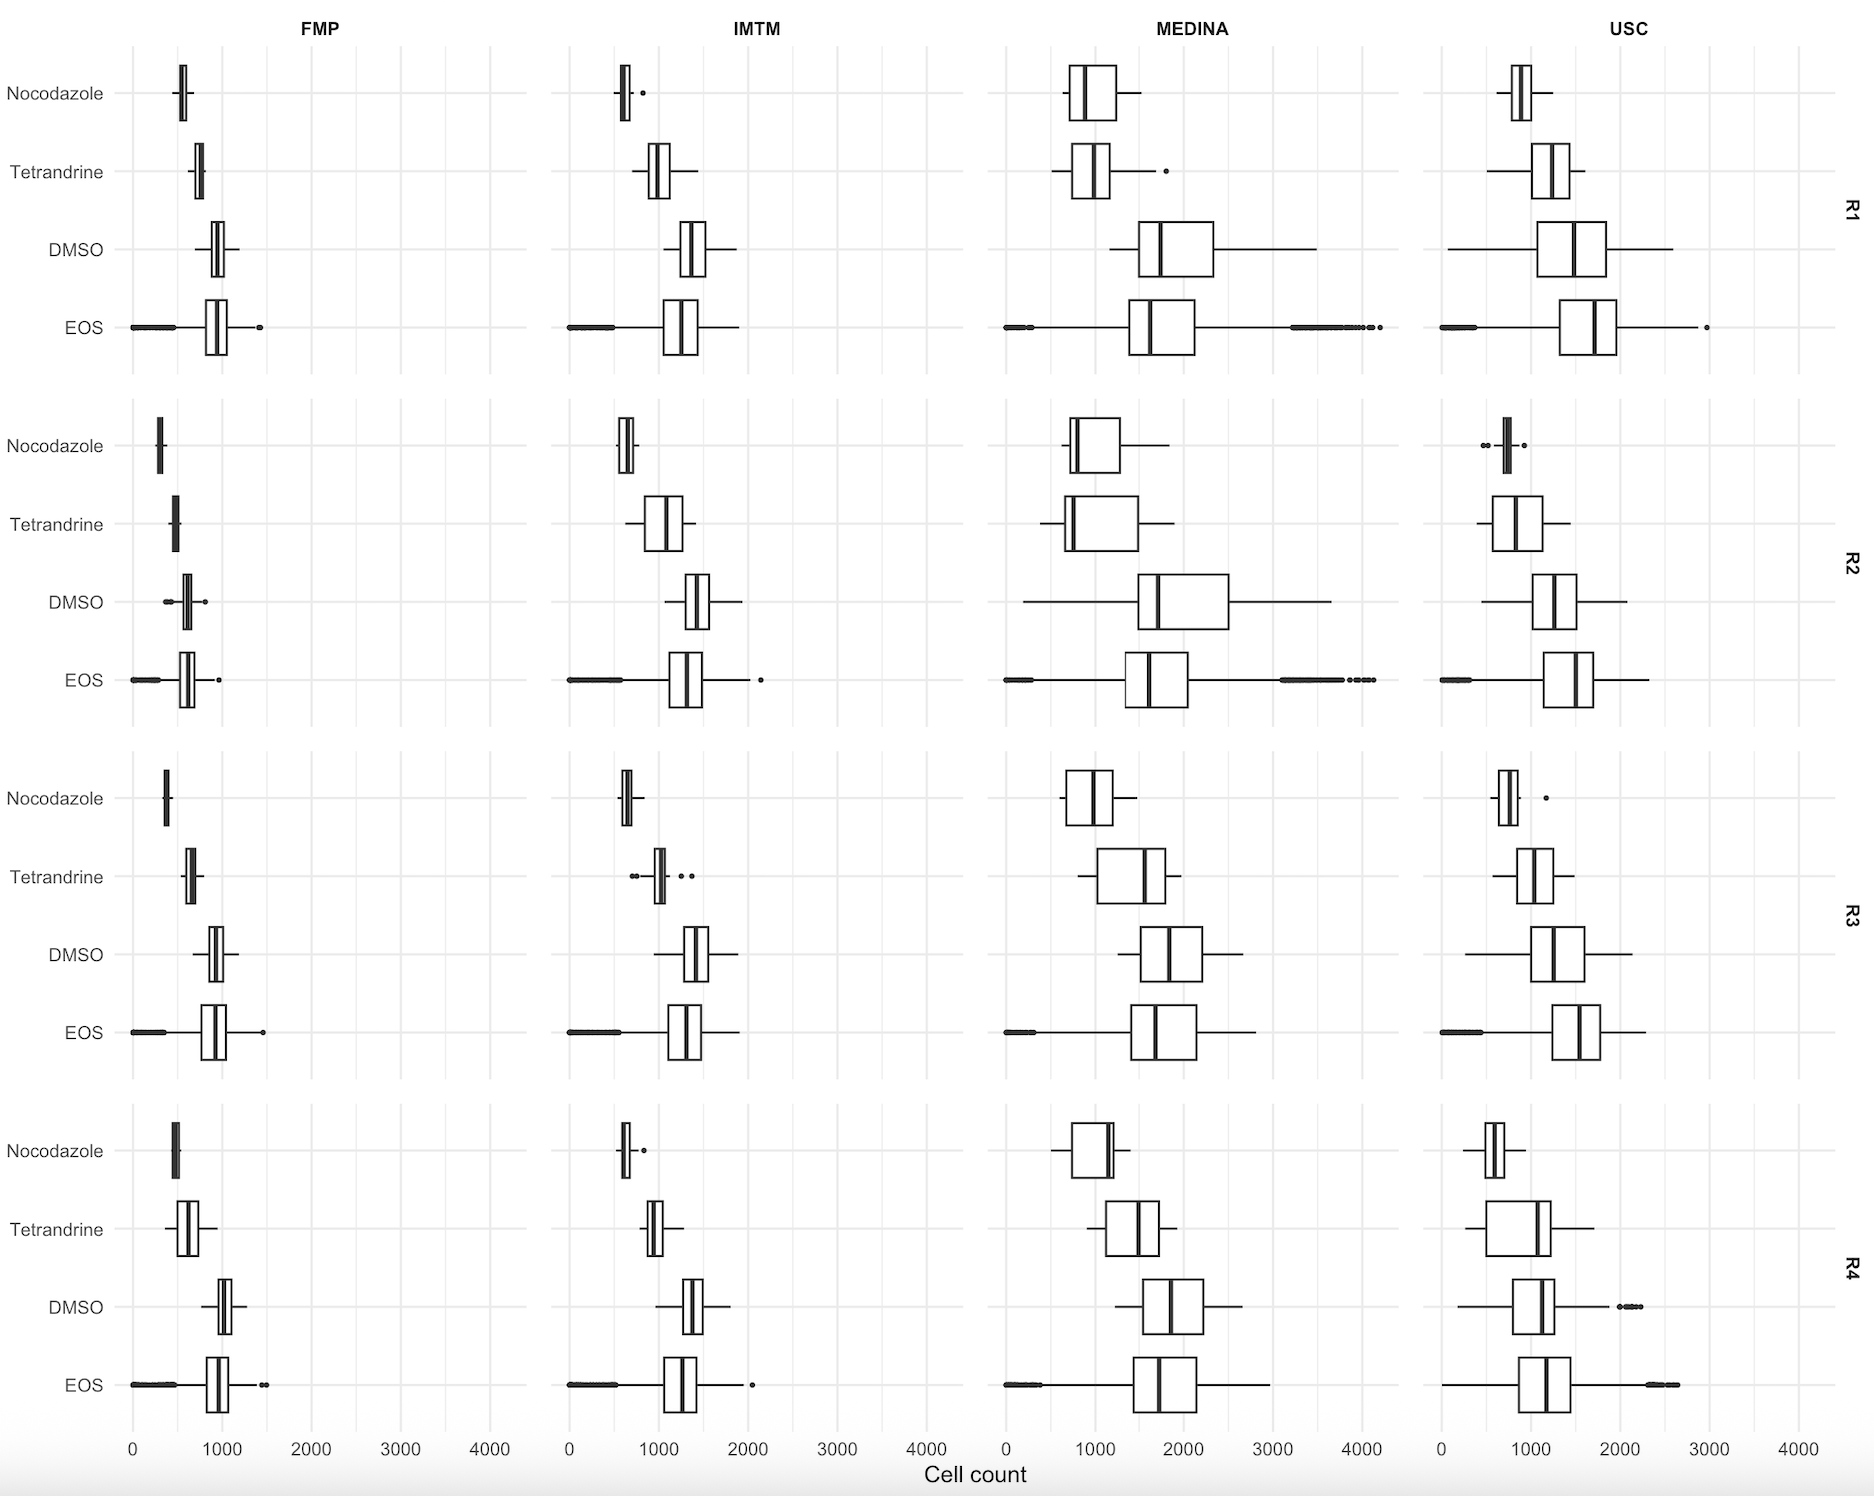 FMP IMTM MEDINA USC
Nocodazole
Tetrandrine
R1
DMSO
EOS
Nocodazole
Tetrandrine
R2
DMSO
EOS
Nocodazole
Tetrandrine
R3
DMSO
EOS
Nocodazole
Tetrandrine
R4
DMSO
EOS
0 1000 2000 3000 4000 0 1000 2000 3000 4000 0 1000 2000 3000 4000 0 1000 2000 3000 4000
Cell count